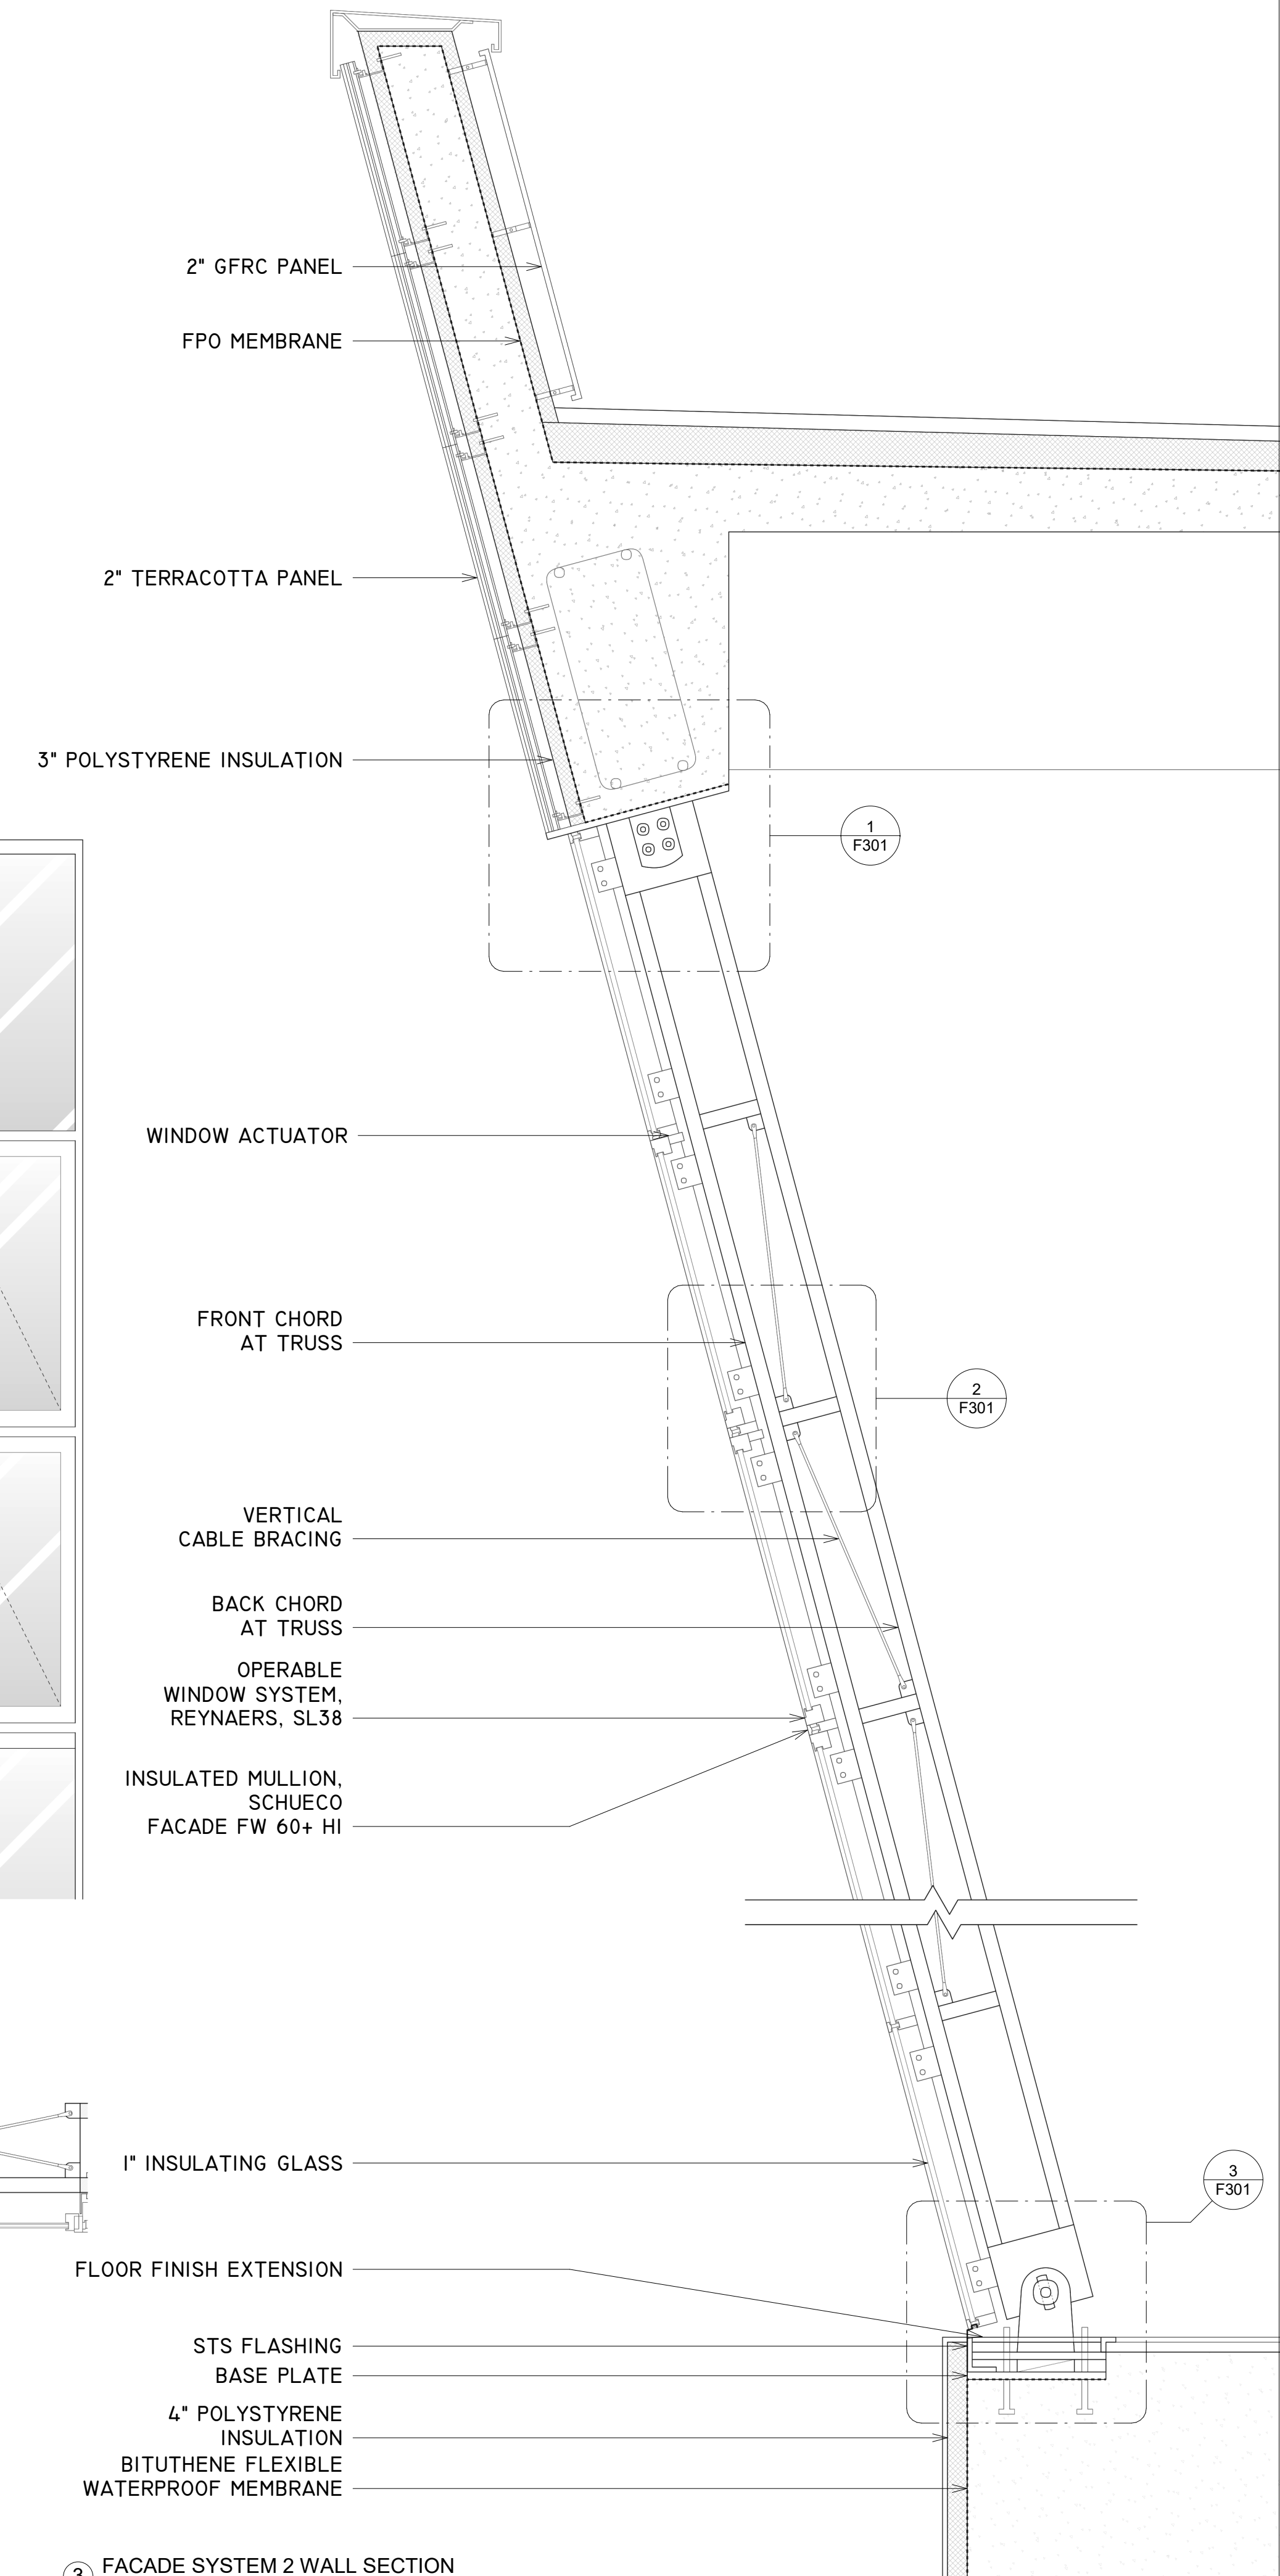 2" GFRC PANEL
FPO MEMBRANE
2" TERRACOTTA PANEL
3" POLYSTYRENE INSULATION
1
F301
WINDOW ACTUATOR
FRONT CHORD
AT TRUSS
2
F301
VERTICAL
CABLE BRACING
BACK CHORD
AT TRUSS
OPERABLE
WINDOW SYSTEM,
REYNAERS, SL38
INSULATED MULLION,
SCHUECO
FACADE FW 60+ HI
1" INSULATING GLASS
3
F301
FLOOR FINISH EXTENSION
STS FLASHING
BASE PLATE
4" POLYSTYRENE
INSULATION
BITUTHENE FLEXIBLE
WATERPROOF MEMBRANE
3 FACADE SYSTEM 2 WALL SECTION